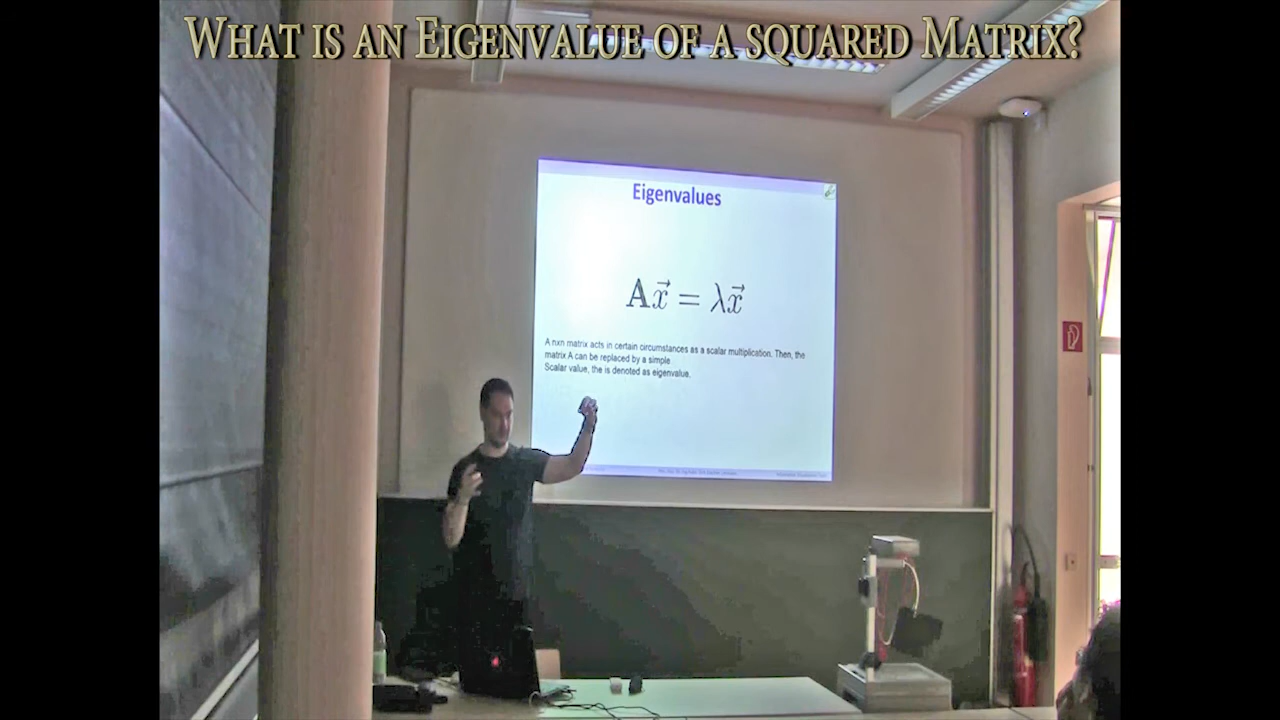 What is an Eigenvalue of a squared Matrix?
Eigenvalues
Ax⃗ = λx⃗
A nxn matrix acts in certain circumstances as a scalar multiplication. Then, the
matrix A can be replaced by a simple
Scalar value, the is denoted as eigenvalue.